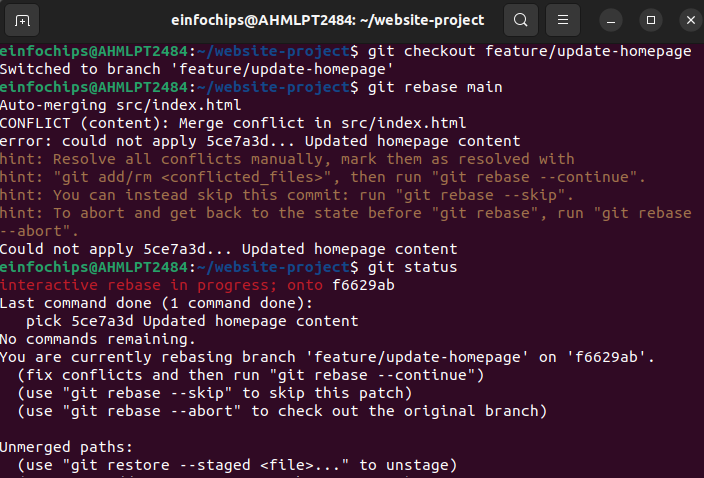 einfochips@AHMLPT2484: ~/website-project
einfochips@AHMLPT2484:~/website-project$ git checkout feature/update-homepage
Switched to branch 'feature/update-homepage'
einfochips@AHMLPT2484:~/website-project$ git rebase main
Auto-merging src/index.html
CONFLICT (content): Merge conflict in src/index.html
error: could not apply 5ce7a3d... Updated homepage content
hint: Resolve all conflicts manually, mark them as resolved with
hint: "git add/rm <conflicted_files>", then run "git rebase --continue".
hint: You can instead skip this commit: run "git rebase --skip".
hint: To abort and get back to the state before "git rebase", run "git rebase
--abort".
Could not apply 5ce7a3d... Updated homepage content
einfochips@AHMLPT2484:~/website-project$ git status
interactive rebase in progress; onto f6629ab
Last command done (1 command done):
   pick 5ce7a3d Updated homepage content
No commands remaining.
You are currently rebasing branch 'feature/update-homepage' on 'f6629ab'.
  (fix conflicts and then run "git rebase --continue")
  (use "git rebase --skip" to skip this patch)
  (use "git rebase --abort" to check out the original branch)

Unmerged paths:
  (use "git restore --staged <file>..." to unstage)